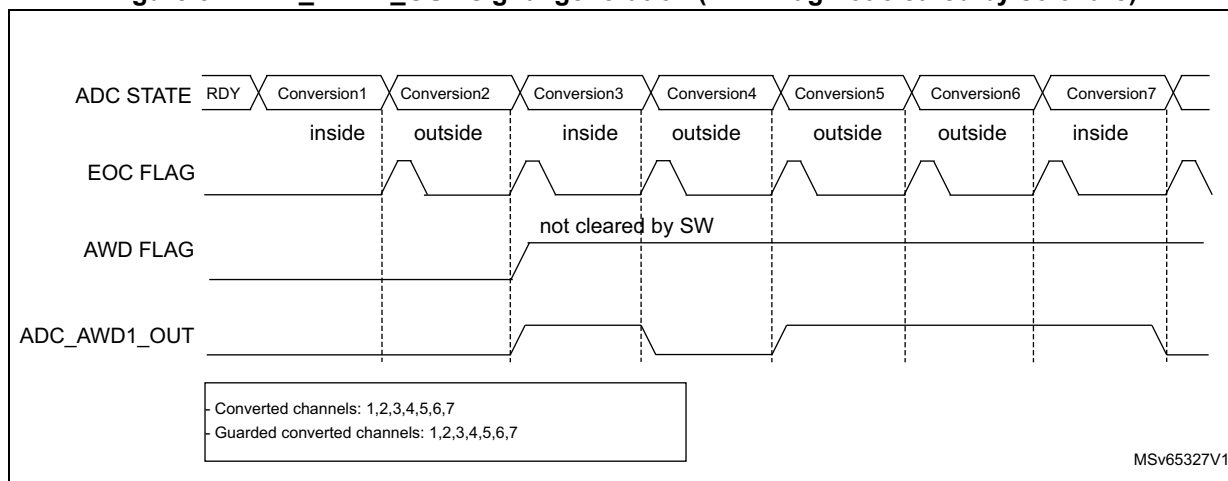 ADC STATE RDY Conversion1 Conversion2 Conversion3 Conversion4 Conversion5 Conversion6 Conversion7
inside outside inside outside outside outside inside
EOC FLAG
not cleared by SW
AWD FLAG
ADC_AWD1_OUT
- Converted channels: 1,2,3,4,5,6,7
- Guarded converted channels: 1,2,3,4,5,6,7
MSv65327V1